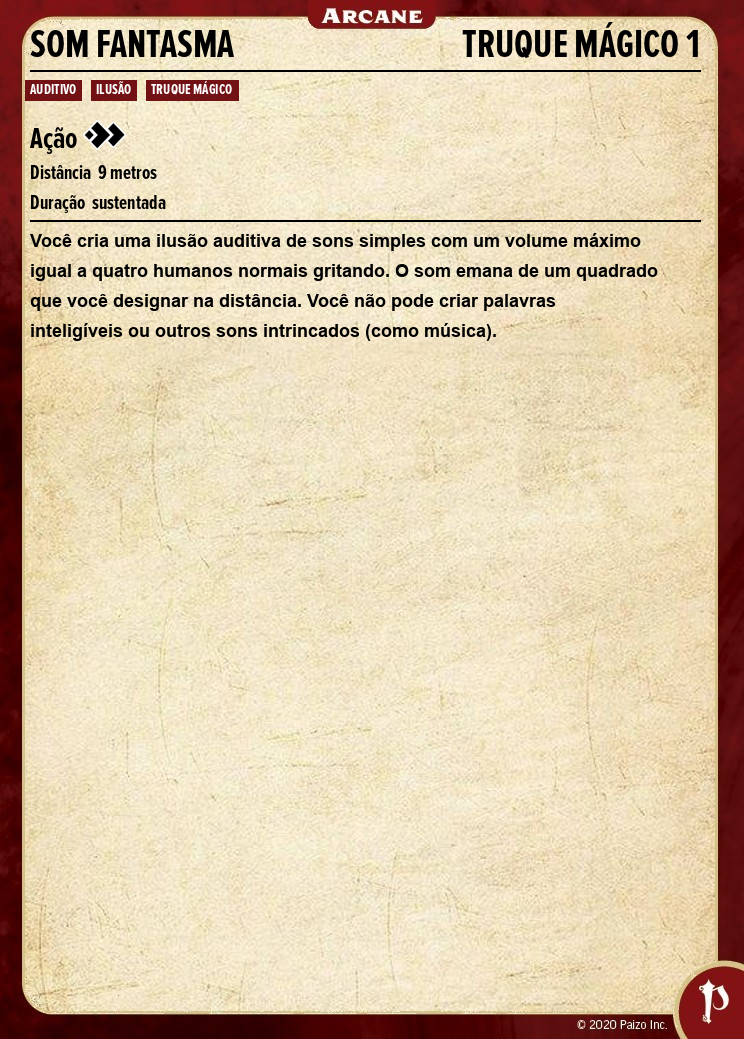 ARCANE
SOM FANTASMA TRUQUE MÁGICO 1
AUDITIVO ILUSÃO TRUQUE MÁGICO
Ação
Distância 9 metros
Duração sustentada
Você cria uma ilusão auditiva de sons simples com um volume máximo
igual a quatro humanos normais gritando. O som emana de um quadrado
que você designar na distância. Você não pode criar palavras
inteligíveis ou outros sons intrincados (como música).
© 2020 Paizo Inc.
P